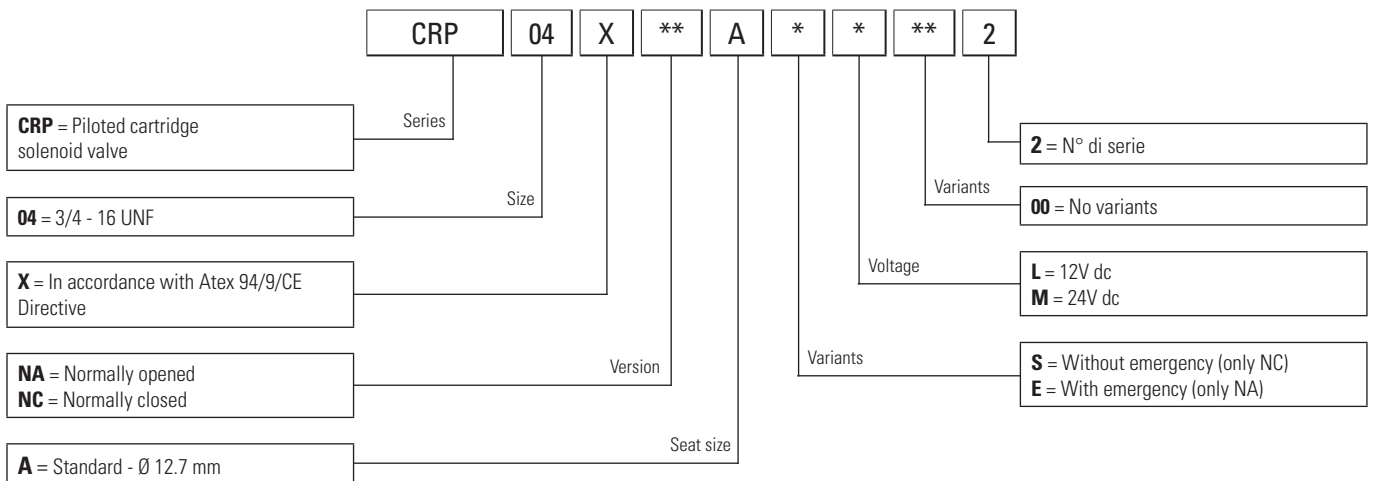 CRP 04 X ** A * * ** 2
Series
CRP = Piloted cartridge
solenoid valve
Size
04 = 3/4 - 16 UNF
X = In accordance with Atex 94/9/CE
Directive
Version
NA = Normally opened
NC = Normally closed
Seat size
A = Standard - Ø 12.7 mm
2 = N° di serie
Variants
00 = No variants
Voltage
L = 12V dc
M = 24V dc
Variants
S = Without emergency (only NC)
E = With emergency (only NA)